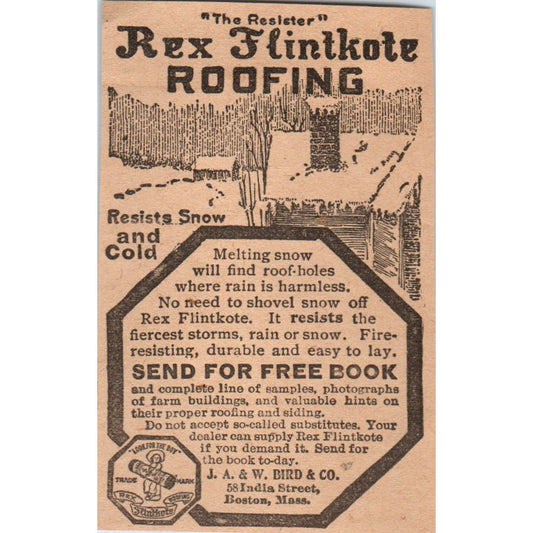 "The Resister"
Rex Flintkote
ROOFING
Resists Snow
and
Cold
Melting snow
will find roof-holes
where rain is harmless.
No need to shovel snow off
Rex Flintkote. It resists the
fiercest storms, rain or snow. Fire-
resisting, durable and easy to lay.
SEND FOR FREE BOOK
and complete line of samples, photographs
of farm buildings, and valuable hints on
their proper roofing and siding.
Do not accept so-called substitutes. Your
dealer can supply Rex Flintkote
if you demand it. Send for
the book to-day.
J. A. & W. BIRD & CO.
58 India Street,
Boston, Mass.
"LOOK FOR THE BOY"
TRADE MARK
REX ROOFING
Flintkote